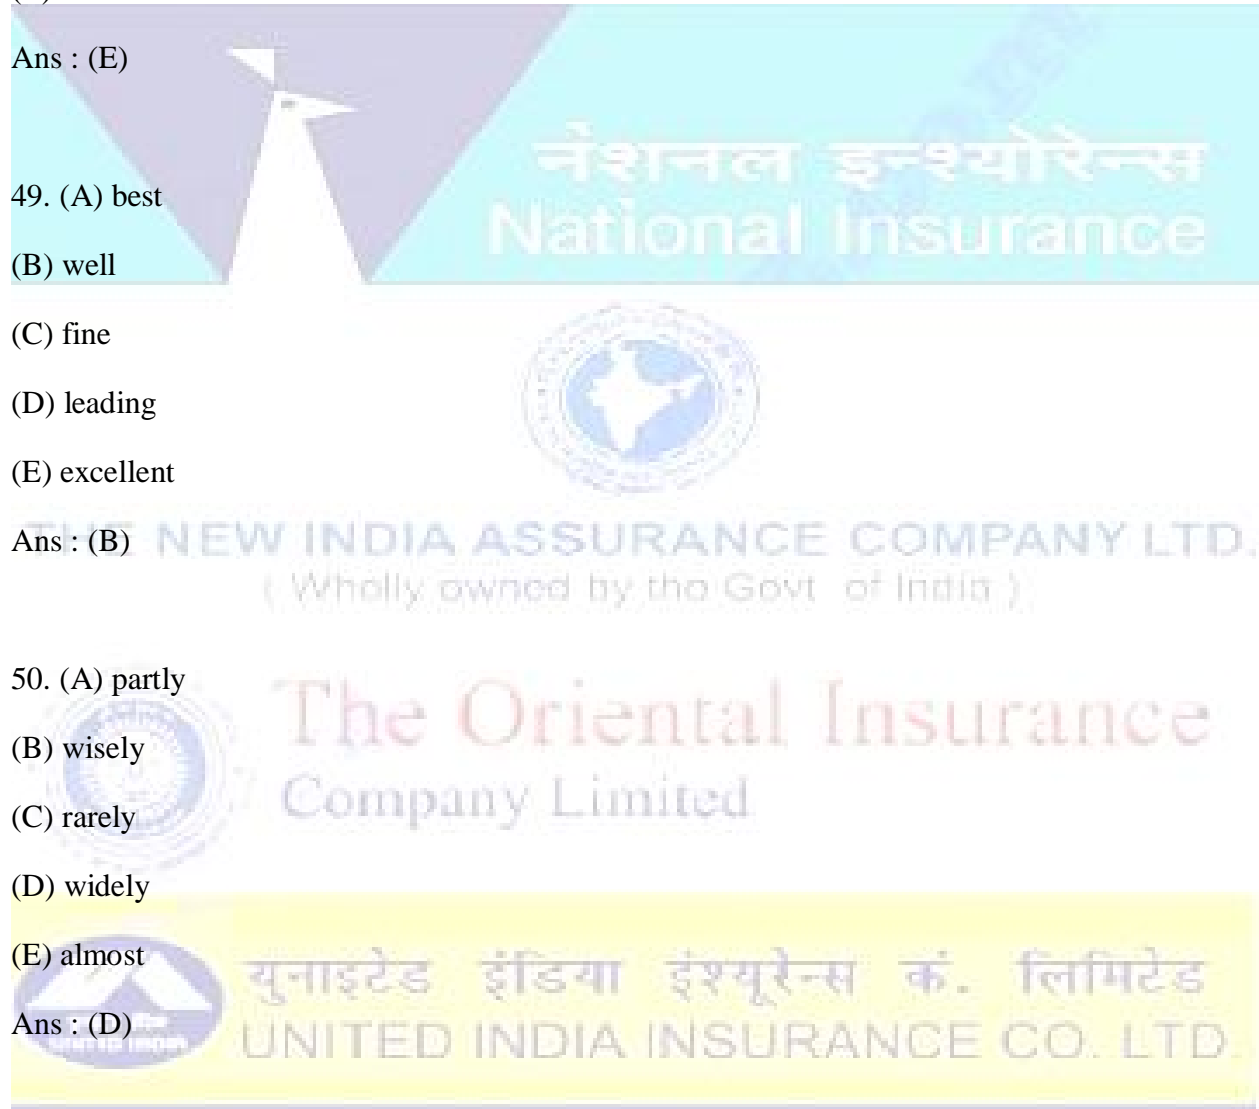 Ans : (E)
नेशनल इन्श्योरेन्स
National Insurance
49. (A) best
(B) well
(C) fine
(D) leading
(E) excellent
THE NEW INDIA ASSURANCE COMPANY LTD.
Ans : (B)
( Wholly owned by the Govt. of India )
50. (A) partly
The Oriental Insurance
(B) wisely
Company Limited
(C) rarely
(D) widely
(E) almost
युनाइटेड इंडिया इंश्यूरेन्स कं. लिमिटेड
Ans : (D)
UNITED INDIA INSURANCE CO. LTD.